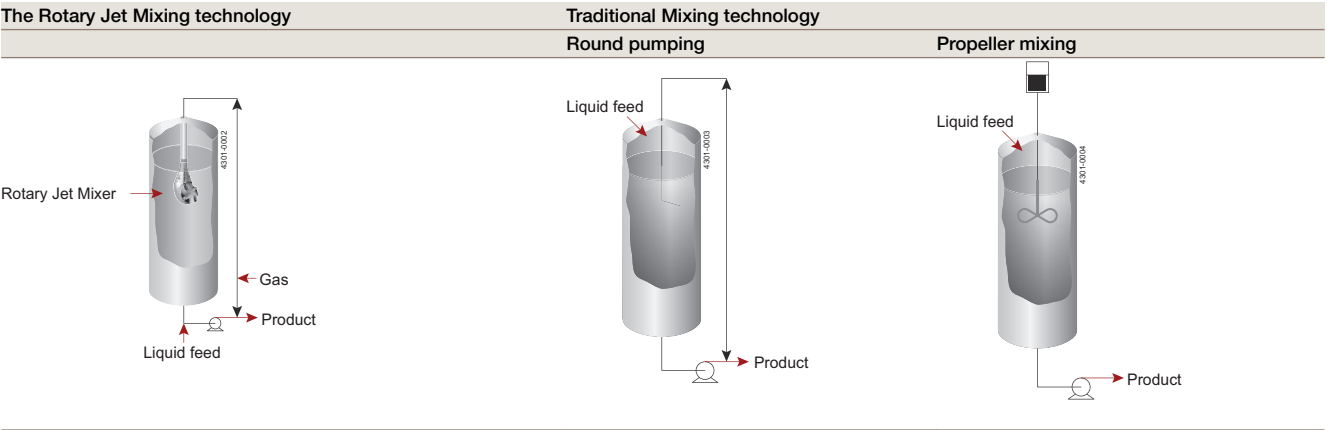 The Rotary Jet Mixing technology
Traditional Mixing technology
Round pumping
Propeller mixing
Rotary Jet Mixer
4301-0002
Gas
Product
Liquid feed
Liquid feed
4301-0003
Product
Liquid feed
4301-0004
Product